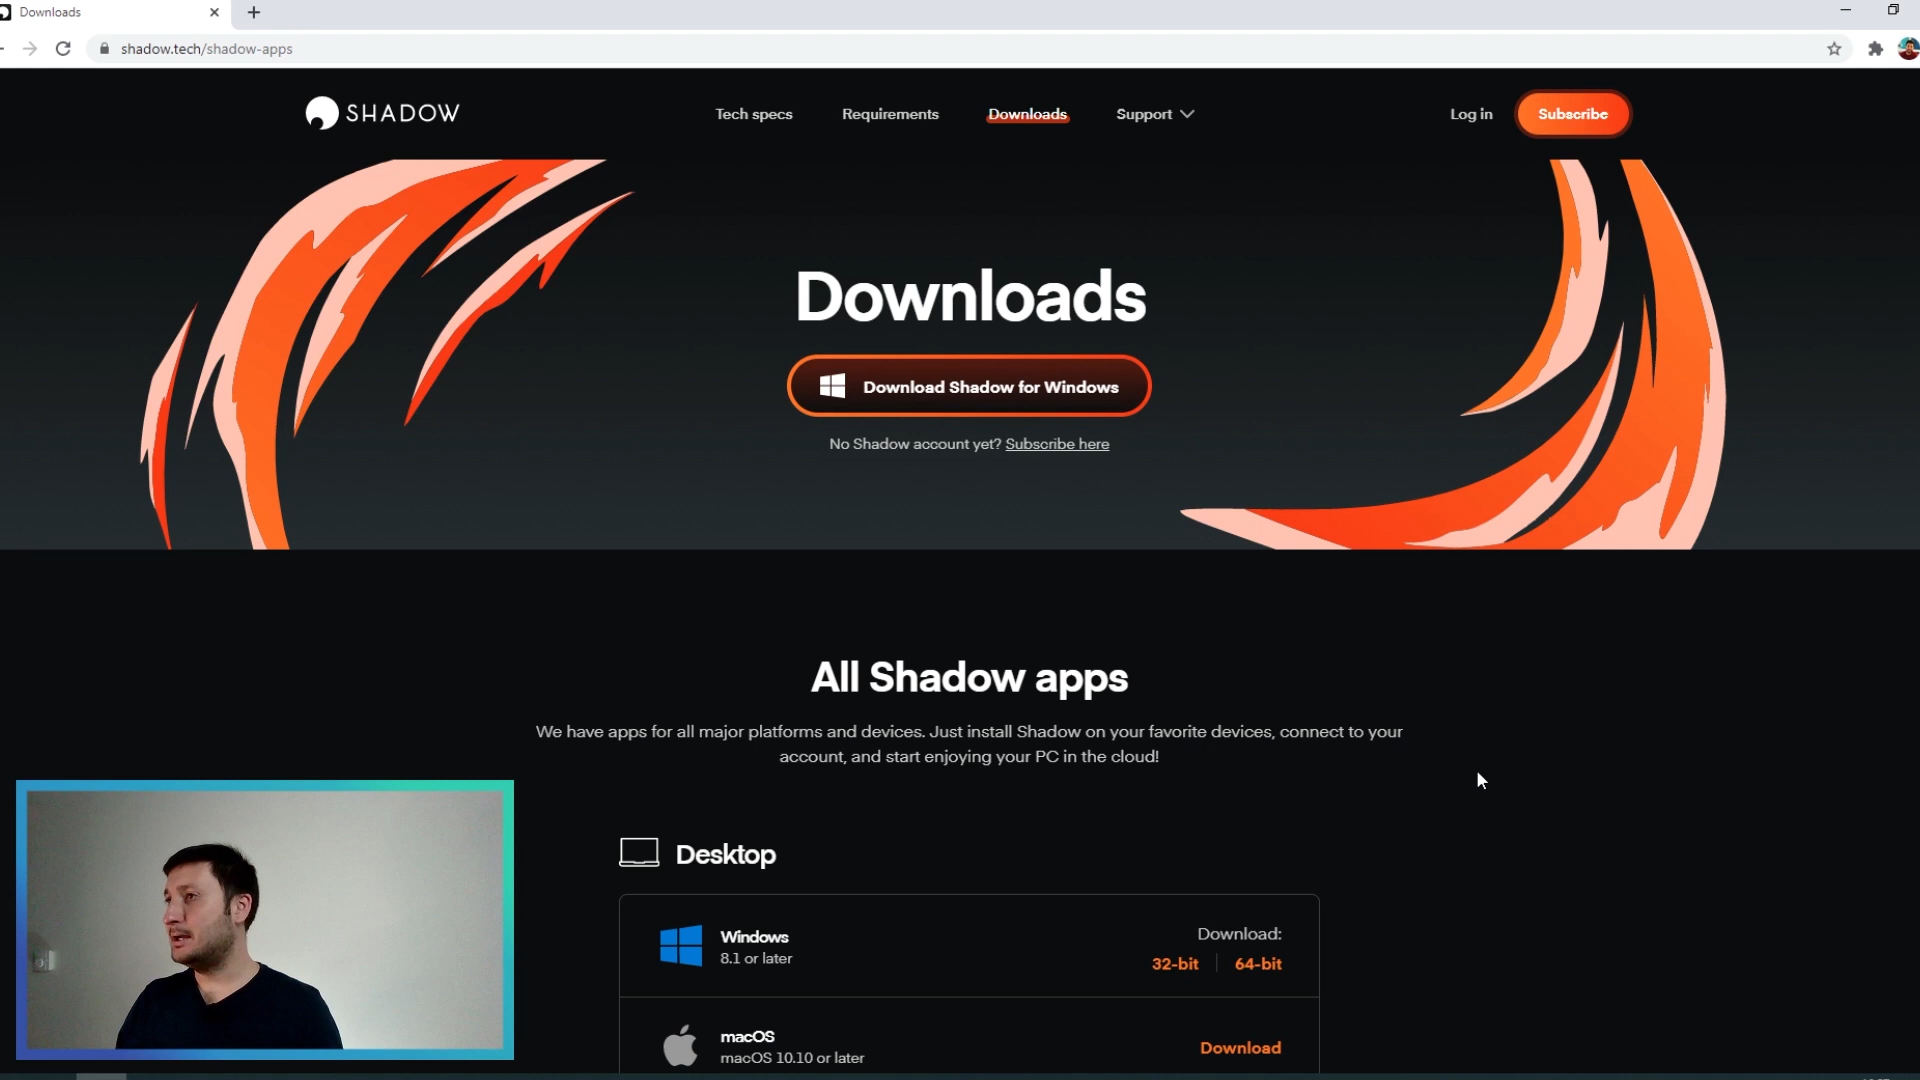 Downloads
shadow.tech/shadow-apps
SHADOW
Tech specs
Requirements
Downloads
Support
Log in
Subscribe
Downloads
Download Shadow for Windows
No Shadow account yet? Subscribe here
All Shadow apps
We have apps for all major platforms and devices. Just install Shadow on your favorite devices, connect to your
account, and start enjoying your PC in the cloud!
Desktop
Windows
8.1 or later
Download:
32-bit
64-bit
macOS
macOS 10.10 or later
Download